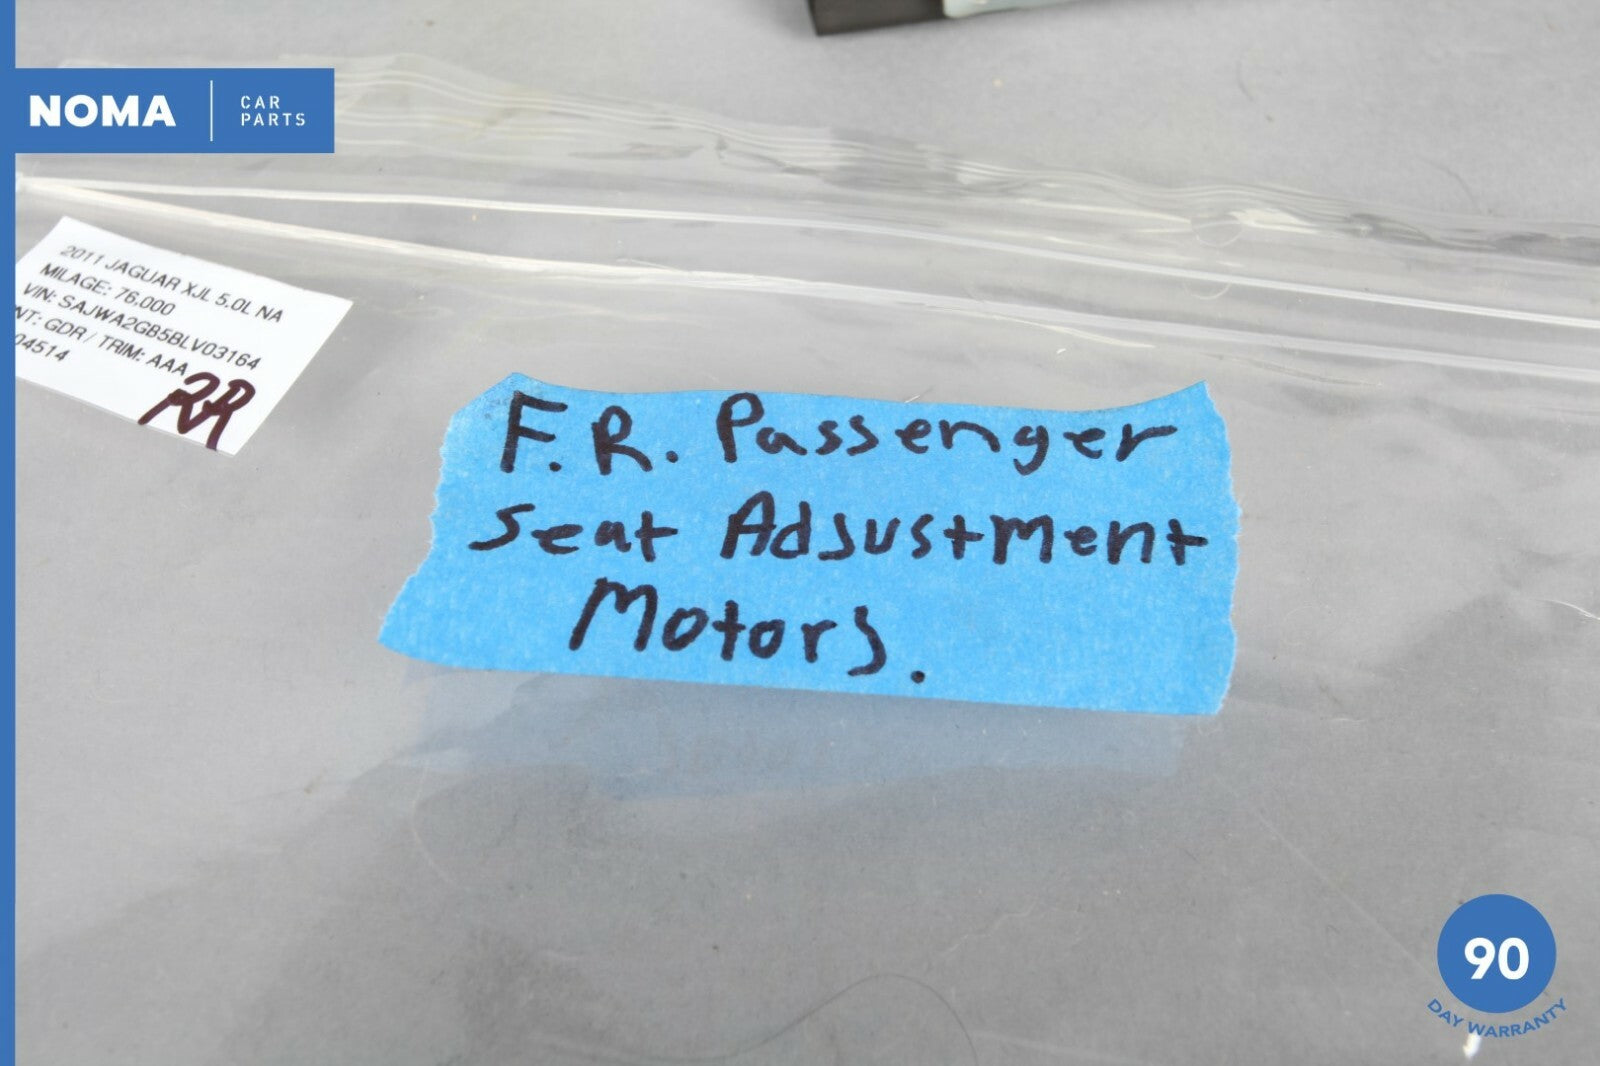 NOMA
CAR
PARTS
2011 JAGUAR XJL 5.0L NA
MILAGE: 76,000
VIN: SAJWA2GB5BLV03164
NT: GDR / TRIM: AAA
04514
RR
F.R. Passenger
Seat Adjustment
Motors.
90
DAY WARRANTY